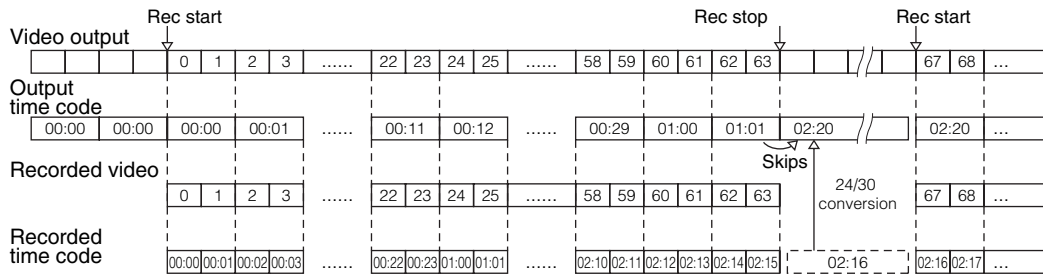 Rec start Rec stop Rec start
Video output
0 1 2 3 ...... 22 23 24 25 ...... 58 59 60 61 62 63 67 68 ...
Output
time code
00:00 00:00 00:00 00:01 ...... 00:11 00:12 ...... 00:29 01:00 01:01 02:20 02:20 ...
Skips
Recorded video
24/30
conversion
0 1 2 3 22 23 24 25 ...... 58 59 60 61 62 63 67 68 ...
Recorded
time code
00:00 00:01 00:02 00:03 ...... 00:22 00:23 01:00 01:01 ...... 02:10 02:11 02:12 02:13 02:14 02:15 02:16 02:16 02:17 ...